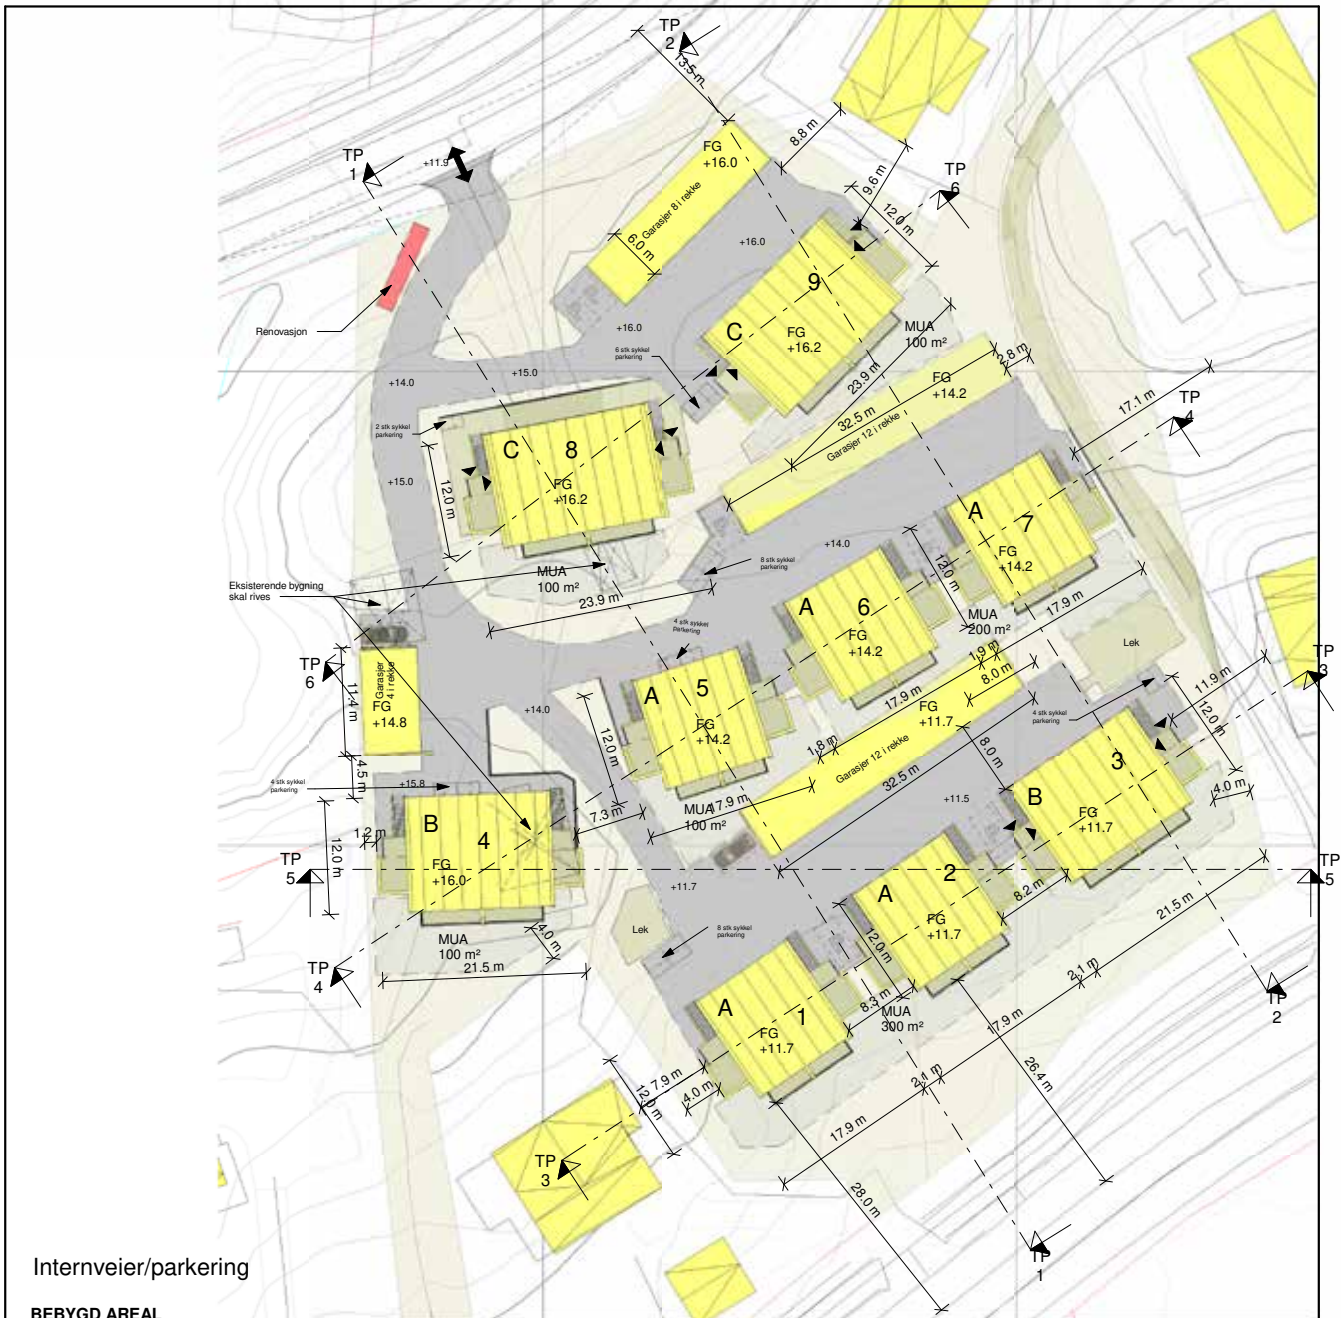 TP
2
13.5 m
FG
+16.0
8.8 m
TP
1
+11.9
Garasjer 8 i rekke
9.6 m
TP
6
12.0 m
6.0 m
+16.0
9
Renovasjon
+16.0
C
FG
+16.2
MUA
100 m²
6 stk sykkel
parkering
23.9 m
2.8 m
+15.0
+14.0
FG
+14.2
32.5 m
Garasjer 12 i rekke
17.1 m
TP
4
2 stk sykkel
parkering
C
8
FG
+16.2
12.0 m
+15.0
A
7
FG
+14.2
+14.0
8 stk sykkel
parkering
12.0 m
Eksisterende bygning
skal rives
MUA
100 m²
23.9 m
A
6
FG
+14.2
MUA
200 m²
17.9 m
4 stk sykkel
parkering
Lek
1.9 m
8.0 m
TP
3
TP
6
11.4 m
Garasjer
4 i rekke
FG
+14.8
A
5
FG
+14.2
17.9 m
FG
+11.7
11.9 m
12.0 m
4 stk sykkel
parkering
+14.0
12.0 m
1.8 m
Garasjer 12 i rekke
8.0 m
3
4.5 m
32.5 m
4 stk sykkel
parkering
+15.8
+11.5
B
FG
+11.7
4.0 m
MUA
100 m²
17.9 m
7.3 m
B
4
1.2 m
12.0 m
FG
+16.0
TP
5
TP
5
+11.7
A
2
FG
+11.7
8.2 m
21.5 m
Lek
8 stk sykkel
parkering
12.0 m
MUA
100 m²
4.0 m
21.5 m
TP
4
2.1 m
TP
2
A
1
FG
+11.7
8.3 m
MUA
300 m²
17.9 m
26.4 m
7.9 m
12.0 m
4.0 m
2.1 m
17.9 m
TP
3
28.0 m
TP
1
Internveier/parkering
BEBYGD AREAL